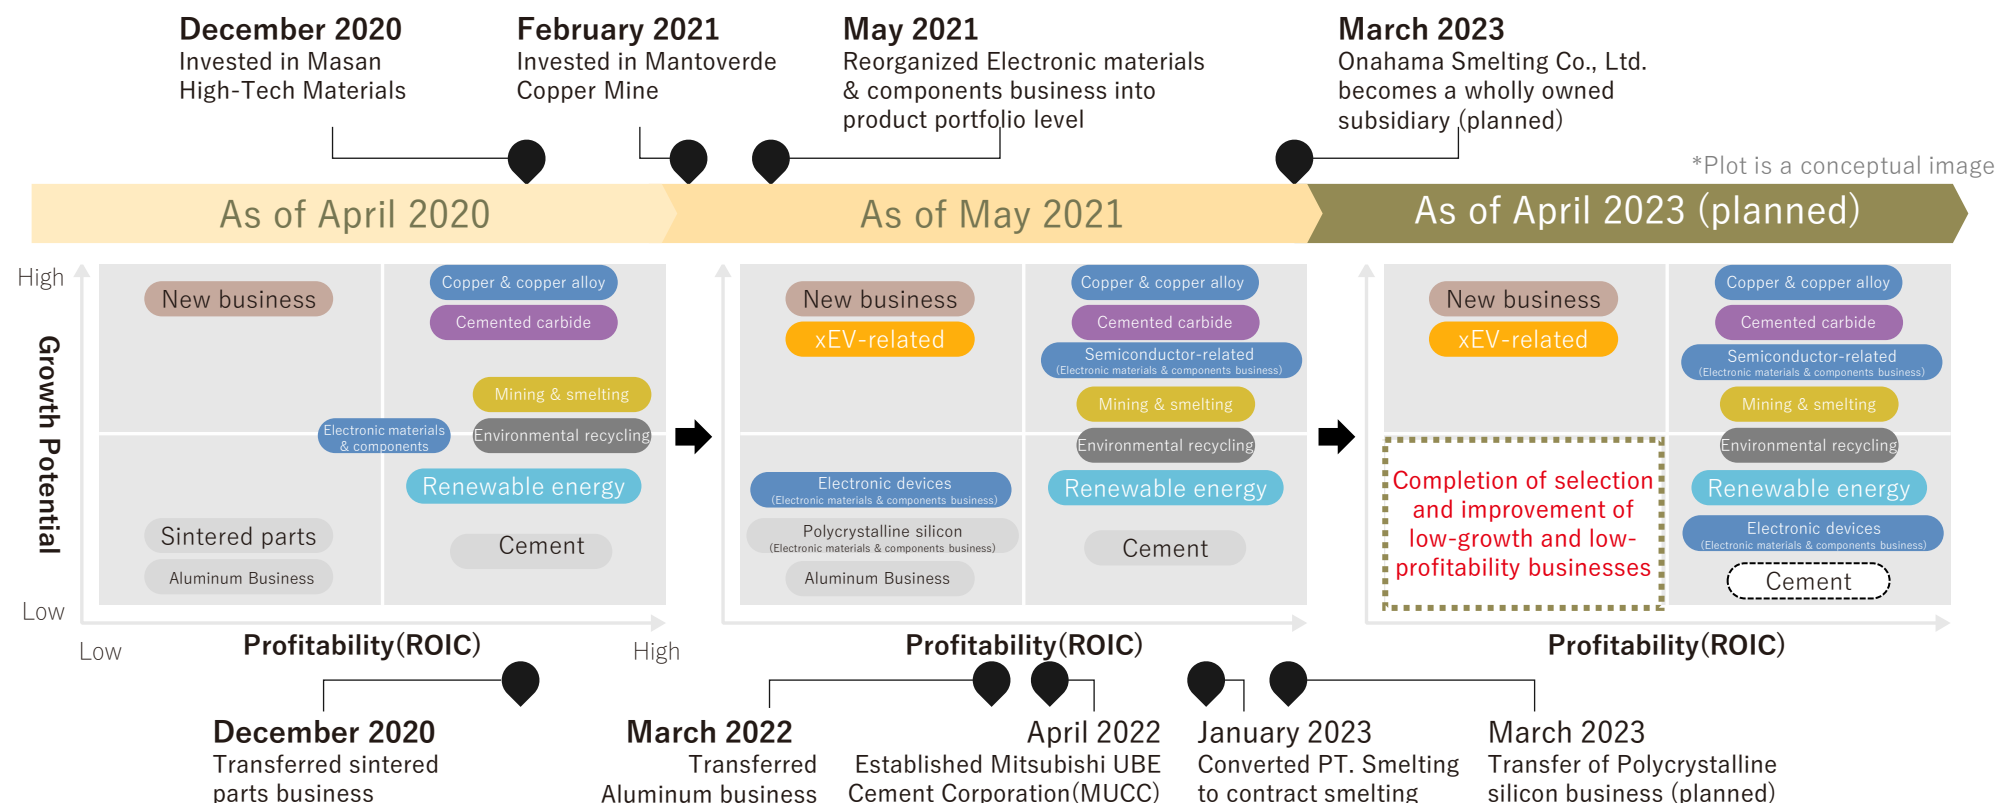 December 2020
Invested in Masan
High-Tech Materials
February 2021
Invested in Mantoverde
Copper Mine
May 2021
Reorganized Electronic materials
& components business into
product portfolio level
March 2023
Onahama Smelting Co., Ltd.
becomes a wholly owned
subsidiary (planned)
*Plot is a conceptual image
As of April 2020
As of May 2021
As of April 2023 (planned)
High
Growth Potential
Low
New business
Copper & copper alloy
Cemented carbide
Mining & smelting
Electronic materials
& components
Environmental recycling
Renewable energy
Sintered parts
Cement
Aluminum Business
Low
Profitability(ROIC)
High
New business
xEV-related
Copper & copper alloy
Cemented carbide
Semiconductor-related
(Electronic materials & components business)
Mining & smelting
Environmental recycling
Electronic devices
(Electronic materials & components business)
Renewable energy
Polycrystalline silicon
(Electronic materials & components business)
Cement
Aluminum Business
Profitability(ROIC)
New business
xEV-related
Copper & copper alloy
Cemented carbide
Semiconductor-related
(Electronic materials & components business)
Mining & smelting
Environmental recycling
Completion of selection
and improvement of
low-growth and low-
profitability businesses
Renewable energy
Electronic devices
(Electronic materials & components business)
Cement
Profitability(ROIC)
December 2020
Transferred sintered
parts business
March 2022
Transferred
Aluminum business
April 2022
Established Mitsubishi UBE
Cement Corporation(MUCC)
January 2023
Converted PT. Smelting
to contract smelting
March 2023
Transfer of Polycrystalline
silicon business (planned)